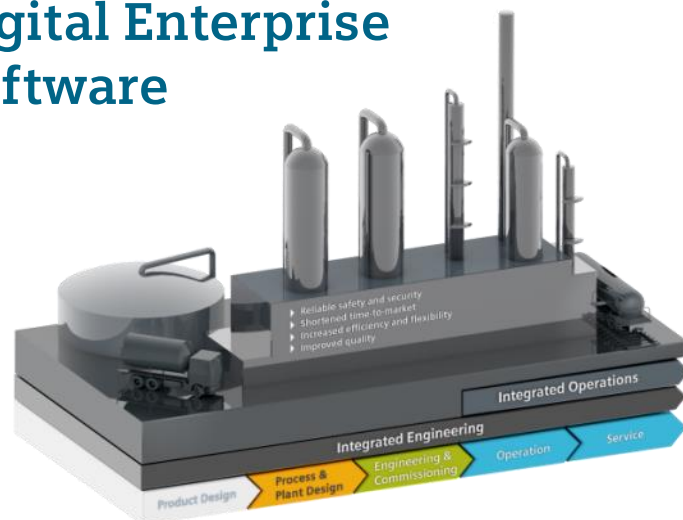 gital Enterprise
ftware
Reliable safety and security
Shortened time-to-market
Increased efficiency and flexibility
Improved quality
Integrated Operations
Integrated Engineering
Product Design
Process &
Plant Design
Engineering &
Commissioning
Operation
Service